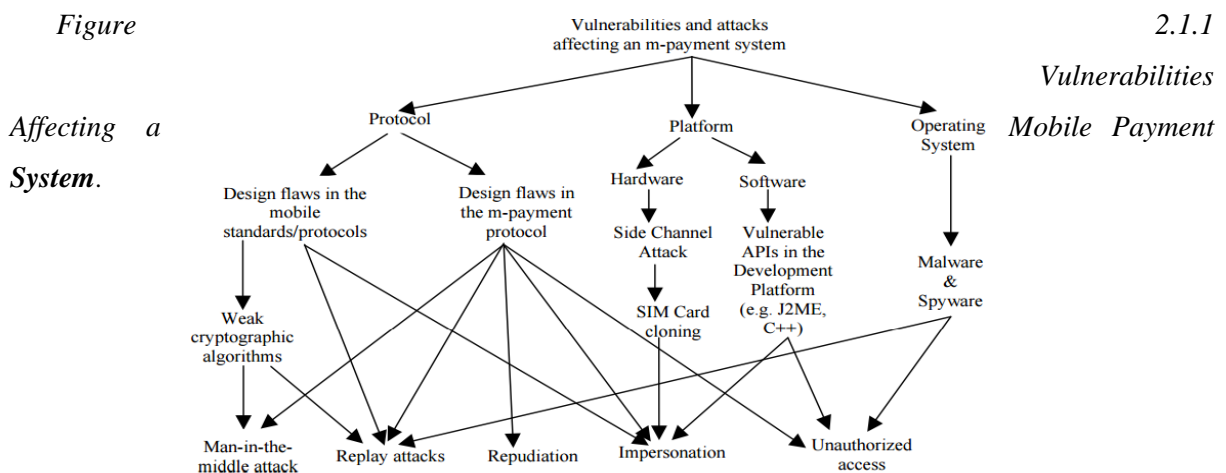 Figure 2.1.1
Vulnerabilities
Affecting a Mobile Payment
System.
Vulnerabilities and attacks
affecting an m-payment system
Protocol
Platform
Operating
System
Design flaws in the
mobile
standards/protocols
Design flaws in
the m-payment
protocol
Hardware
Software
Side Channel
Attack
Vulnerable
APIs in the
Development
Platform
(e.g. J2ME,
C++)
Malware
&
Spyware
Weak
cryptographic
algorithms
SIM Card
cloning
Man-in-the-
middle attack
Replay attacks
Repudiation
Impersonation
Unauthorized
access